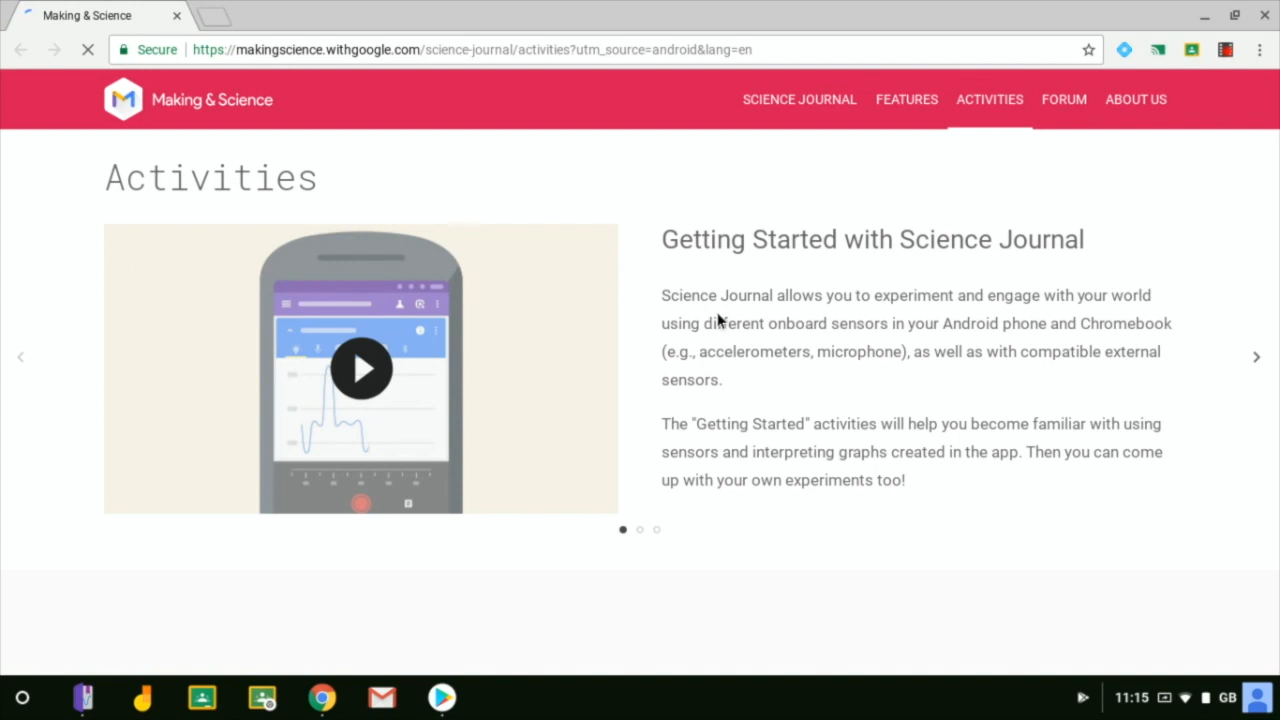 Making & Science
Secure https://makingscience.withgoogle.com/science-journal/activities?utm_source=android&lang=en
Making & Science
SCIENCE JOURNAL FEATURES ACTIVITIES FORUM ABOUT US
Activities
Getting Started with Science Journal
Science Journal allows you to experiment and engage with your world
using different onboard sensors in your Android phone and Chromebook
(e.g., accelerometers, microphone), as well as with compatible external
sensors.
The "Getting Started" activities will help you become familiar with using
sensors and interpreting graphs created in the app. Then you can come
up with your own experiments too!
11:15 GB